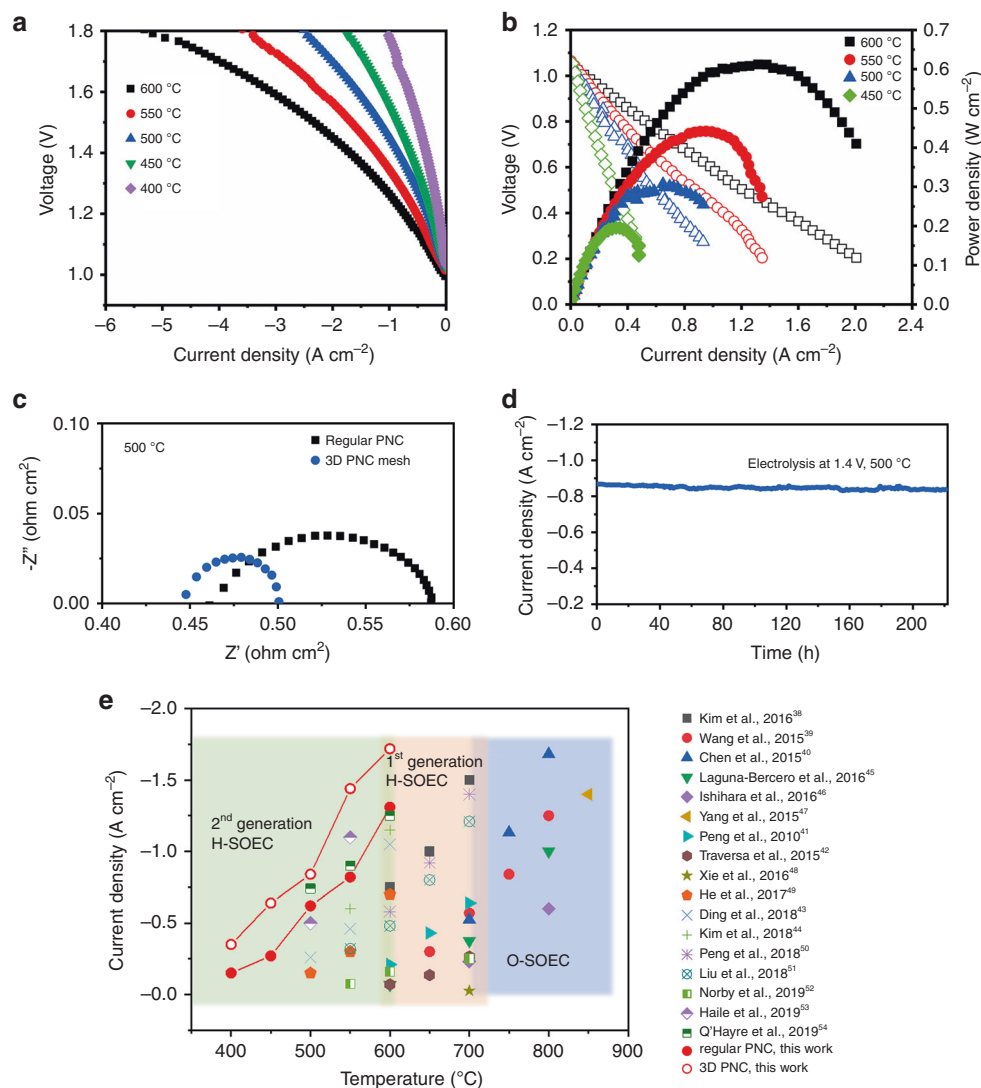 a
1.8
1.6
1.4
1.2
1.0
Voltage (V)
600 °C
550 °C
500 °C
450 °C
400 °C
−6 −5 −4 −3 −2 −1 0
Current density (A cm−2)
b
1.2
1.0
0.8
0.6
0.4
0.2
0.0
Voltage (V)
600 °C
550 °C
500 °C
450 °C
0.7
0.6
0.5
0.4
0.3
0.2
0.1
0.0
Power density (W cm−2)
0.0 0.4 0.8 1.2 1.6 2.0 2.4
Current density (A cm−2)
c
0.10
0.05
0.00
-Z″ (ohm cm2)
500 °C
Regular PNC
3D PNC mesh
0.40 0.45 0.50 0.55 0.60
Z′ (ohm cm2)
d
−1.2
−1.0
−0.8
−0.6
−0.4
−0.2
Current density (A cm−2)
Electrolysis at 1.4 V, 500 °C
0 40 80 120 160 200
Time (h)
e
−2.0
−1.5
−1.0
−0.5
−0.0
Current density (A cm−2)
2nd generation
H-SOEC
1st
generation
H-SOEC
O-SOEC
400 500 600 700 800 900
Temperature (°C)
Kim et al., 201638
Wang et al., 201539
Chen et al., 201540
Laguna-Bercero et al., 201645
Ishihara et al., 201646
Yang et al., 201547
Peng et al., 201041
Traversa et al., 201542
Xie et al., 201648
He et al., 201749
Ding et al., 201843
Kim et al., 201844
Peng et al., 201850
Liu et al., 201851
Norby et al., 201952
Haile et al., 201953
Q’Hayre et al., 201954
regular PNC, this work
3D PNC, this work